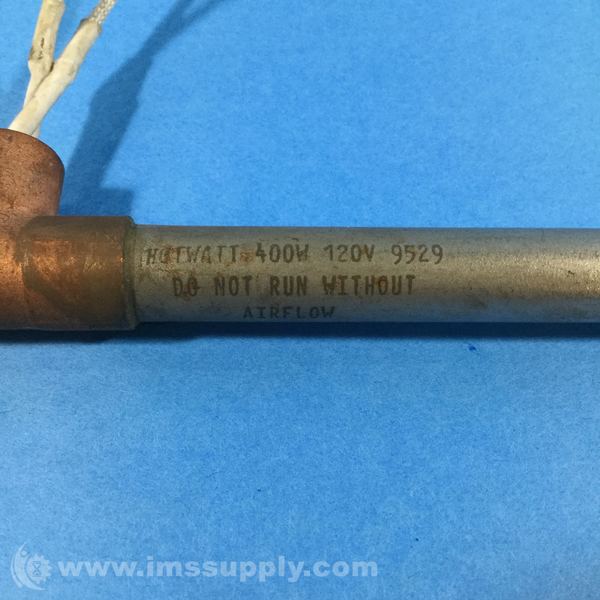 HOTWATT 400W 120V 9529
DO NOT RUN WITHOUT
AIRFLOW
www.imssupply.com